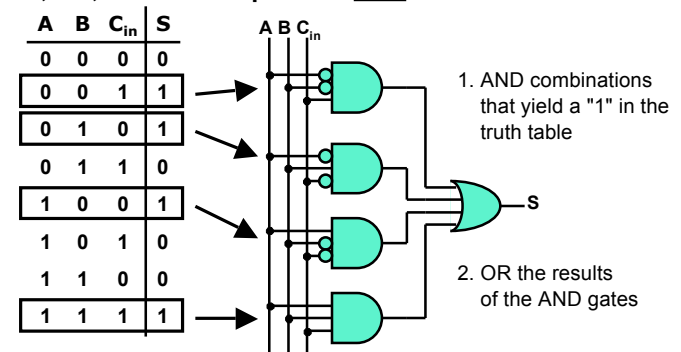 A B Cin S
0 0 0 0
0 0 1 1
0 1 0 1
0 1 1 0
1 0 0 1
1 0 1 0
1 1 0 0
1 1 1 1
A B Cin
S
1. AND combinations
that yield a "1" in the
truth table
2. OR the results
of the AND gates